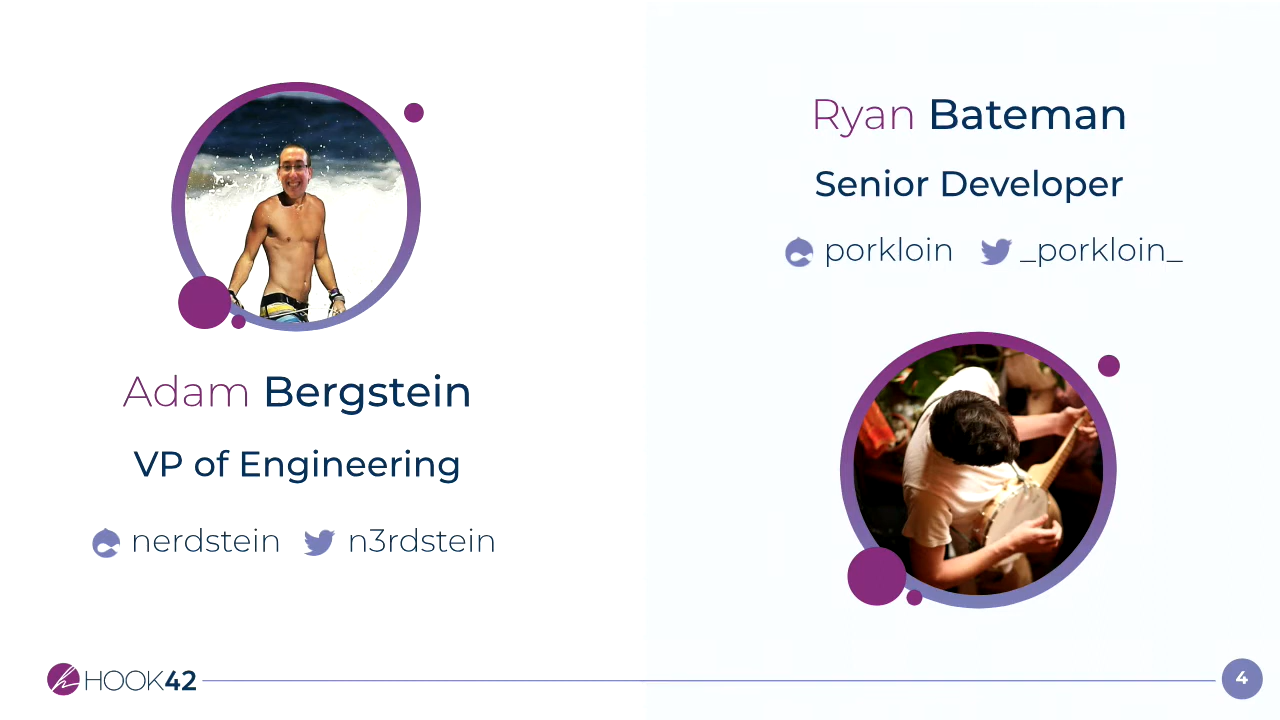 Adam Bergstein
VP of Engineering
nerdstein n3rdstein
Ryan Bateman
Senior Developer
porkloin _porkloin_
HOOK42
4